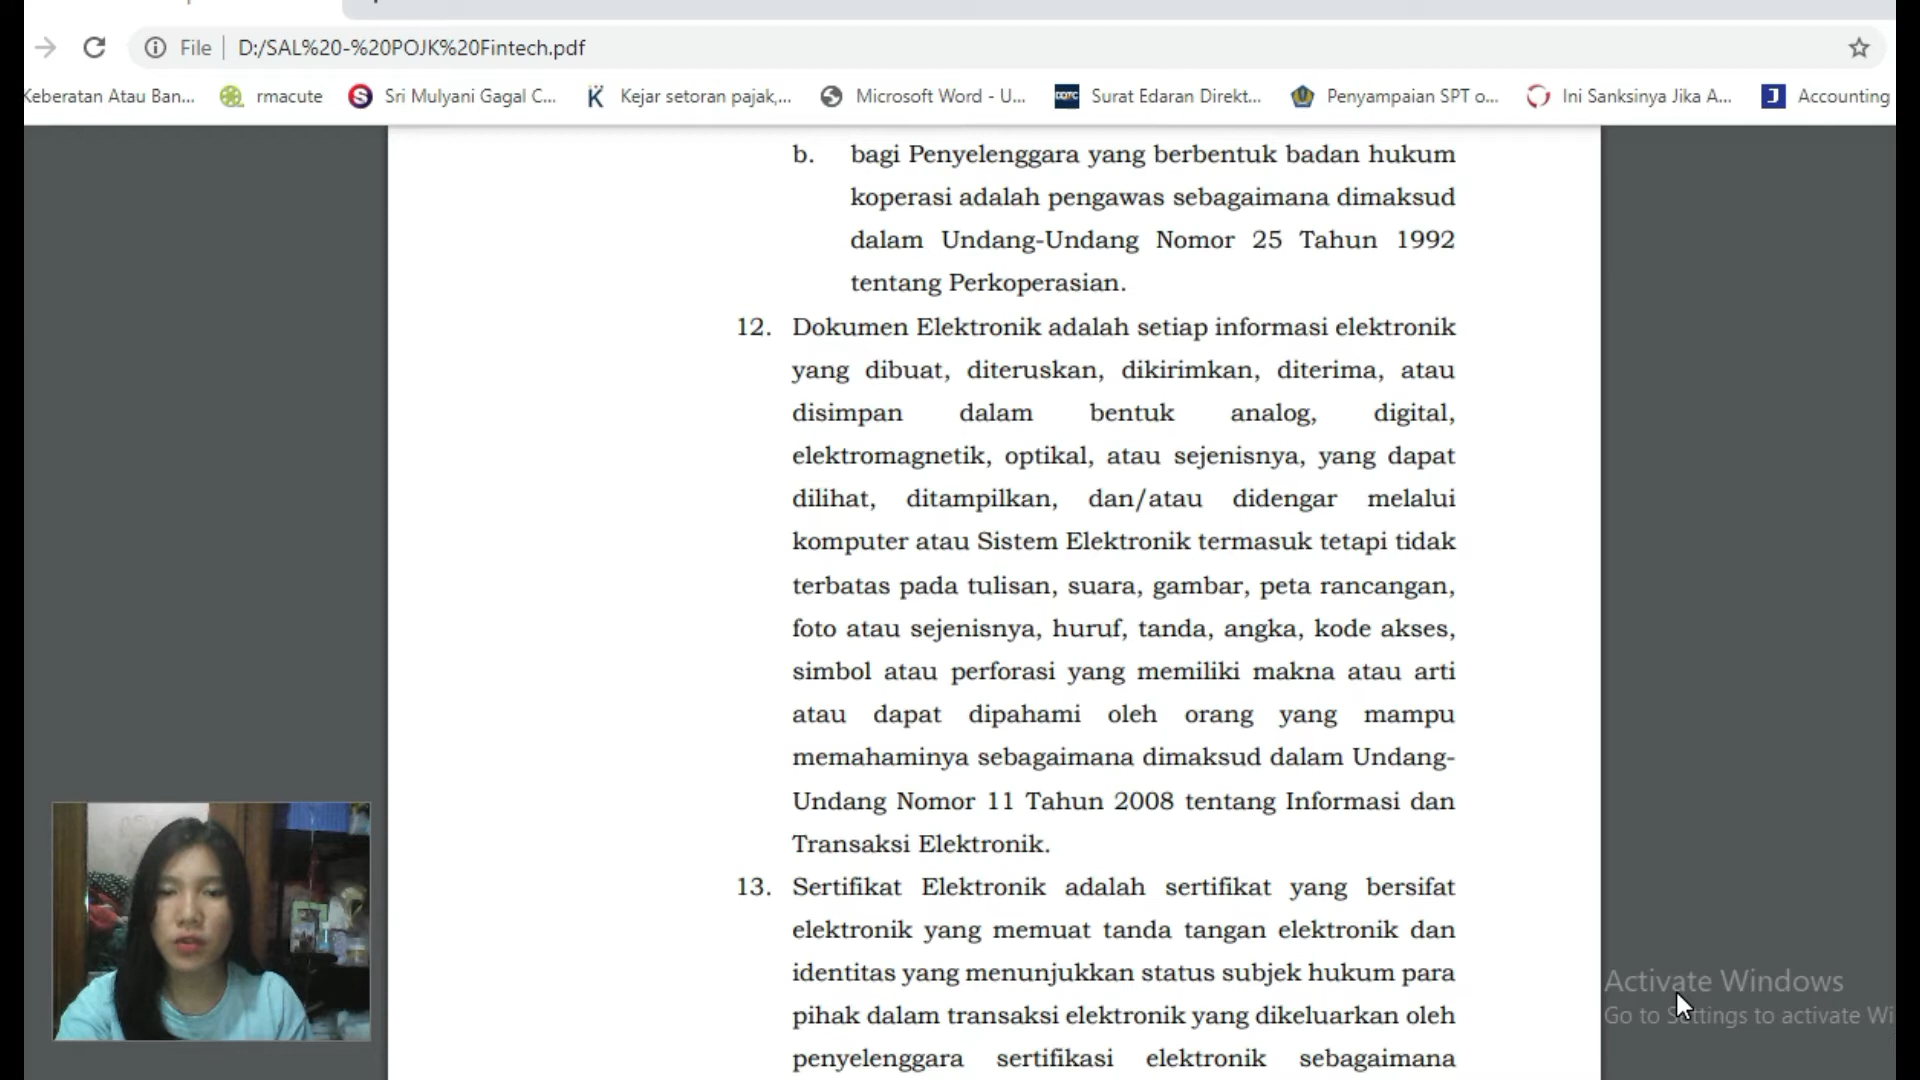 File D:/SAL%20-%20POJK%20Fintech.pdf
Keberatan Atau Ban... rmacute Sri Mulyani Gagal C... Kejar setoran pajak,... Microsoft Word - U... DDTC Surat Edaran Direkt... Penyampaian SPT o... Ini Sanksinya Jika A... Accounting
b. bagi Penyelenggara yang berbentuk badan hukum
koperasi adalah pengawas sebagaimana dimaksud
dalam Undang-Undang Nomor 25 Tahun 1992
tentang Perkoperasian.
12. Dokumen Elektronik adalah setiap informasi elektronik
yang dibuat, diteruskan, dikirimkan, diterima, atau
disimpan dalam bentuk analog, digital,
elektromagnetik, optikal, atau sejenisnya, yang dapat
dilihat, ditampilkan, dan/atau didengar melalui
komputer atau Sistem Elektronik termasuk tetapi tidak
terbatas pada tulisan, suara, gambar, peta rancangan,
foto atau sejenisnya, huruf, tanda, angka, kode akses,
simbol atau perforasi yang memiliki makna atau arti
atau dapat dipahami oleh orang yang mampu
memahaminya sebagaimana dimaksud dalam Undang-
Undang Nomor 11 Tahun 2008 tentang Informasi dan
Transaksi Elektronik.
13. Sertifikat Elektronik adalah sertifikat yang bersifat
elektronik yang memuat tanda tangan elektronik dan
identitas yang menunjukkan status subjek hukum para
pihak dalam transaksi elektronik yang dikeluarkan oleh
penyelenggara sertifikasi elektronik sebagaimana
Activate Windows
Go to Settings to activate Wi